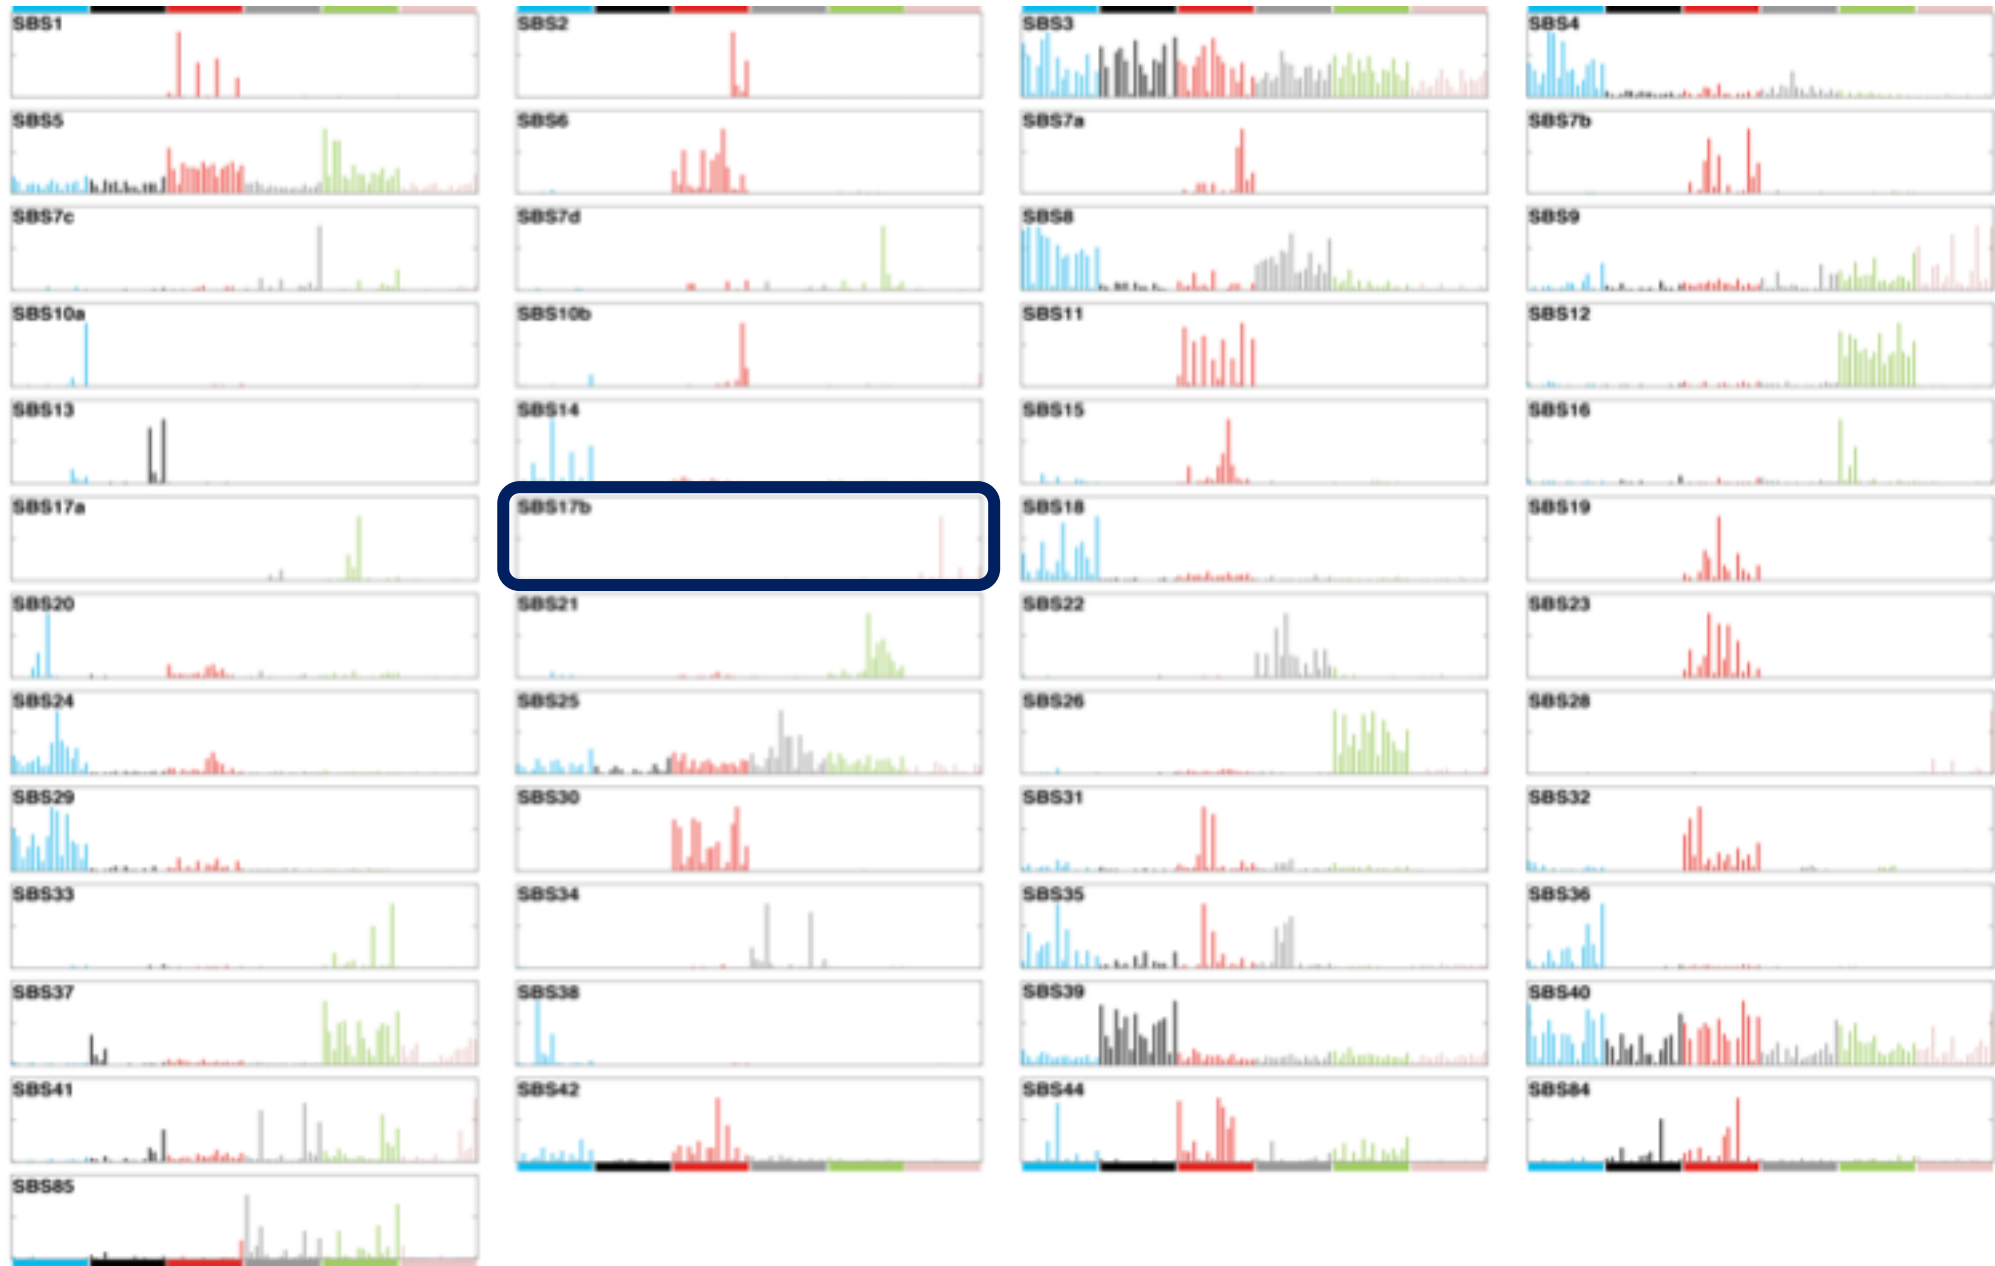 SBS1 SBS2 SBS3 SBS4
SBS5 SBS6 SBS7a SBS7b
SBS7c SBS7d SBS8 SBS9
SBS10a SBS10b SBS11 SBS12
SBS13 SBS14 SBS15 SBS16
SBS17a SBS17b SBS18 SBS19
SBS20 SBS21 SBS22 SBS23
SBS24 SBS25 SBS26 SBS28
SBS29 SBS30 SBS31 SBS32
SBS33 SBS34 SBS35 SBS36
SBS37 SBS38 SBS39 SBS40
SBS41 SBS42 SBS44 SBS84
SBS85